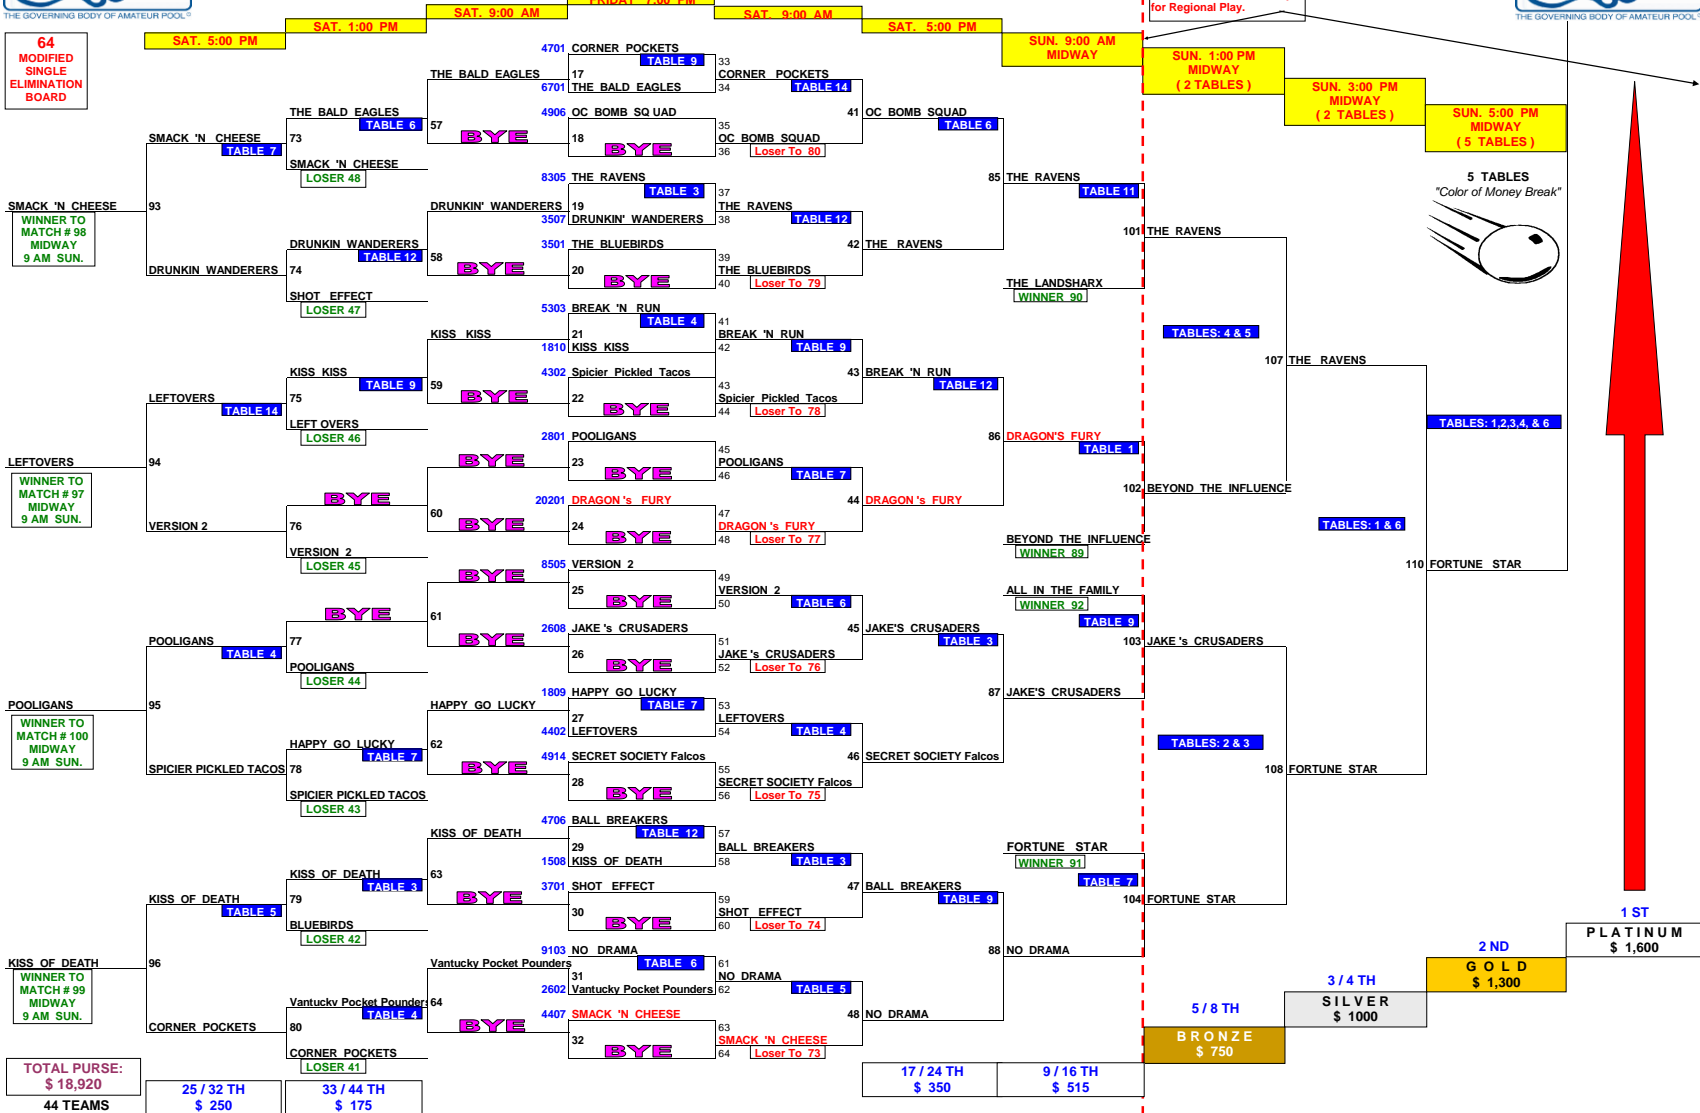 THE GOVERNING BODY OF AMATEUR POOL®
THE GOVERNING BODY OF AMATEUR POOL®
for Regional Play.
SAT. 5:00 PM
SAT. 1:00 PM
SAT. 9:00 AM
FRIDAY 7:00 PM
SAT. 9:00 AM
SAT. 5:00 PM
SUN. 9:00 AM
MIDWAY
SUN. 1:00 PM
MIDWAY
( 2 TABLES )
SUN. 3:00 PM
MIDWAY
( 2 TABLES )
SUN. 5:00 PM
MIDWAY
( 5 TABLES )
64
MODIFIED
SINGLE
ELIMINATION
BOARD
5 TABLES
"Color of Money Break"
SMACK 'N CHEESE
WINNER TO
MATCH # 98
MIDWAY
9 AM SUN.
LEFTOVERS
WINNER TO
MATCH # 97
MIDWAY
9 AM SUN.
POOLIGANS
WINNER TO
MATCH # 100
MIDWAY
9 AM SUN.
KISS OF DEATH
WINNER TO
MATCH # 99
MIDWAY
9 AM SUN.
SMACK 'N CHEESE
TABLE 7
93
DRUNKIN WANDERERS
LEFTOVERS
TABLE 14
94
VERSION 2
POOLIGANS
TABLE 4
95
SPICIER PICKLED TACOS
KISS OF DEATH
TABLE 5
96
CORNER POCKETS
THE BALD EAGLES
TABLE 6
73
SMACK 'N CHEESE
LOSER 48
DRUNKIN WANDERERS
TABLE 12
74
SHOT EFFECT
LOSER 47
KISS KISS
TABLE 9
75
LEFT OVERS
LOSER 46
BYE
76
VERSION 2
LOSER 45
BYE
77
POOLIGANS
LOSER 44
HAPPY GO LUCKY
TABLE 7
78
SPICIER PICKLED TACOS
LOSER 43
KISS OF DEATH
TABLE 3
79
BLUEBIRDS
LOSER 42
Vantucky Pocket Pounders
TABLE 4
80
CORNER POCKETS
LOSER 41
THE BALD EAGLES
57
BYE
DRUNKIN' WANDERERS
58
BYE
KISS KISS
59
BYE
BYE
60
BYE
BYE
61
BYE
HAPPY GO LUCKY
62
BYE
KISS OF DEATH
63
BYE
Vantucky Pocket Pounders
64
BYE
4701 CORNER POCKETS
TABLE 9
17
6701 THE BALD EAGLES
4906 OC BOMB SQUAD
18
BYE
8305 THE RAVENS
TABLE 3
19
3507 DRUNKIN' WANDERERS
3501 THE BLUEBIRDS
20
BYE
5303 BREAK 'N RUN
TABLE 4
21
1810 KISS KISS
4302 Spicier Pickled Tacos
22
BYE
2801 POOLIGANS
23
BYE
20201 DRAGON's FURY
24
BYE
8505 VERSION 2
25
BYE
2608 JAKE's CRUSADERS
26
BYE
1809 HAPPY GO LUCKY
TABLE 7
27
4402 LEFTOVERS
4914 SECRET SOCIETY Falcos
28
BYE
4706 BALL BREAKERS
TABLE 12
29
1508 KISS OF DEATH
3701 SHOT EFFECT
30
BYE
9103 NO DRAMA
TABLE 6
31
2602 Vantucky Pocket Pounders
4407 SMACK 'N CHEESE
32
BYE
33
CORNER POCKETS
34
TABLE 14
35
OC BOMB SQUAD
36 Loser To 80
37
THE RAVENS
38
TABLE 12
39
THE BLUEBIRDS
40 Loser To 79
41
BREAK 'N RUN
42
TABLE 9
43
Spicier Pickled Tacos
44 Loser To 78
45
POOLIGANS
46
TABLE 7
47
DRAGON's FURY
48 Loser To 77
49
VERSION 2
50
TABLE 6
51
JAKE's CRUSADERS
52 Loser To 76
53
LEFTOVERS
54
TABLE 4
55
SECRET SOCIETY Falcos
56 Loser To 75
57
BALL BREAKERS
58
TABLE 3
59
SHOT EFFECT
60 Loser To 74
61
NO DRAMA
62
TABLE 5
63
SMACK 'N CHEESE
64 Loser To 73
41 OC BOMB SQUAD
TABLE 6
42 THE RAVENS
43 BREAK 'N RUN
TABLE 12
44 DRAGON's FURY
45 JAKE'S CRUSADERS
TABLE 3
46 SECRET SOCIETY Falcos
47 BALL BREAKERS
TABLE 9
48 NO DRAMA
85 THE RAVENS
TABLE 11
THE LANDSHARX
WINNER 90
86 DRAGON'S FURY
TABLE 1
BEYOND THE INFLUENCE
WINNER 89
ALL IN THE FAMILY
WINNER 92
TABLE 9
87 JAKE'S CRUSADERS
FORTUNE STAR
WINNER 91
TABLE 7
88 NO DRAMA
101 THE RAVENS
TABLES: 4 & 5
102 BEYOND THE INFLUENCE
103 JAKE's CRUSADERS
TABLES: 2 & 3
104 FORTUNE STAR
107 THE RAVENS
TABLES: 1 & 6
108 FORTUNE STAR
TABLES: 1,2,3,4, & 6
110 FORTUNE STAR
1 ST
PLATINUM
$ 1,600
2 ND
GOLD
$ 1,300
3 / 4 TH
SILVER
$ 1000
5 / 8 TH
BRONZE
$ 750
9 / 16 TH
$ 515
17 / 24 TH
$ 350
33 / 44 TH
$ 175
25 / 32 TH
$ 250
TOTAL PURSE:
$ 18,920
44 TEAMS